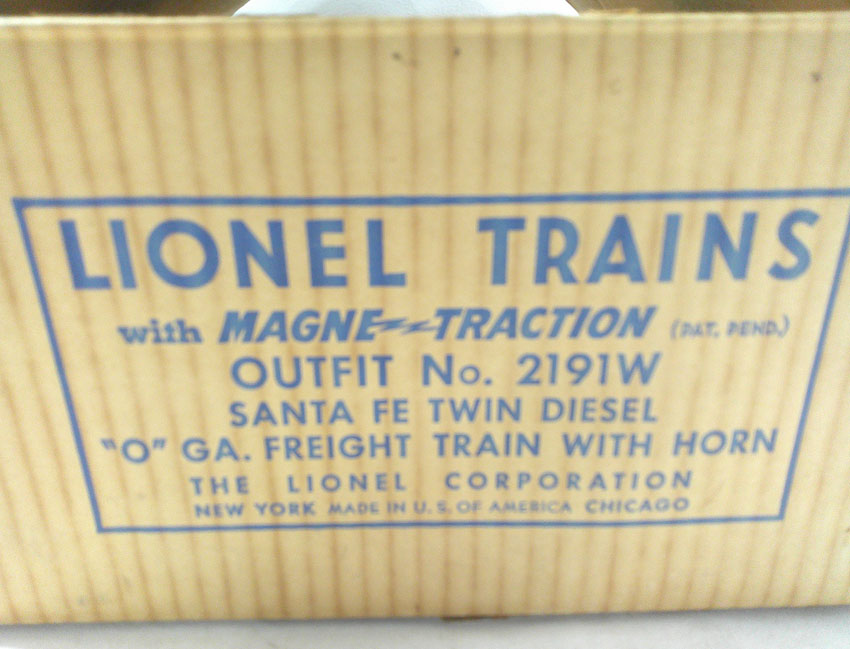 LIONEL TRAINS
with MAGNE-TRACTION (PAT. PEND.)
OUTFIT No. 2191W
SANTA FE TWIN DIESEL
"O" GA. FREIGHT TRAIN WITH HORN
THE LIONEL CORPORATION
NEW YORK MADE IN U. S. OF AMERICA CHICAGO